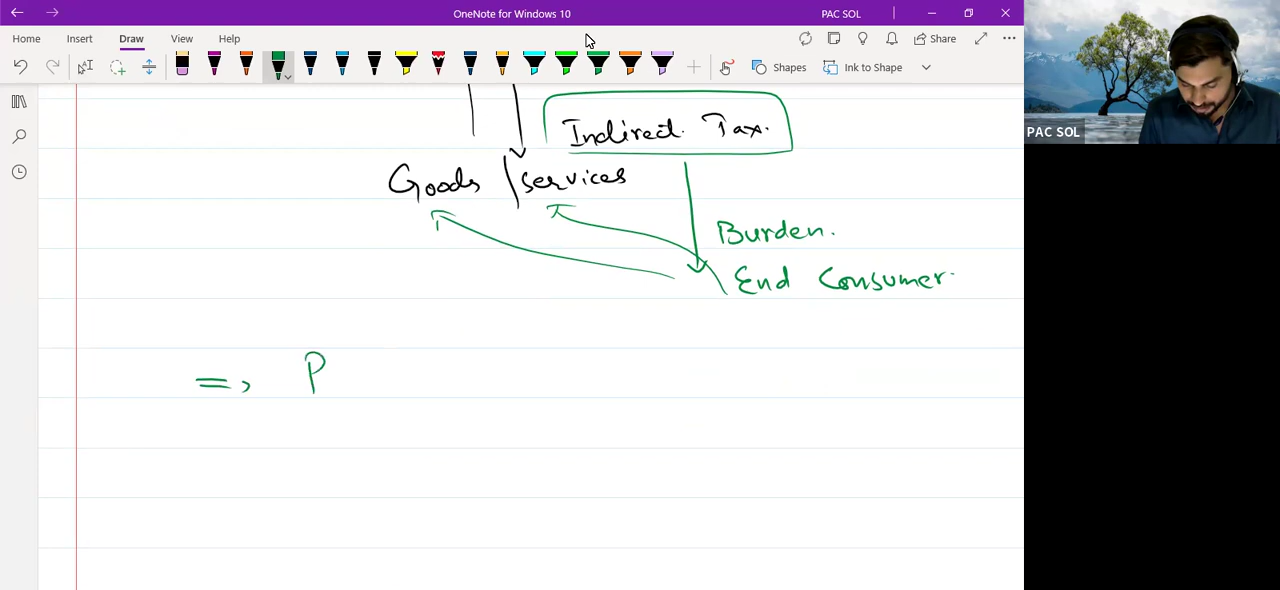 OneNote for Windows 10
PAC SOL
Home Insert Draw View Help
Share
Shapes
Ink to Shape
PAC SOL
Indirect. Tax.
Goods / services
Burden.
End Consumer.
=> P